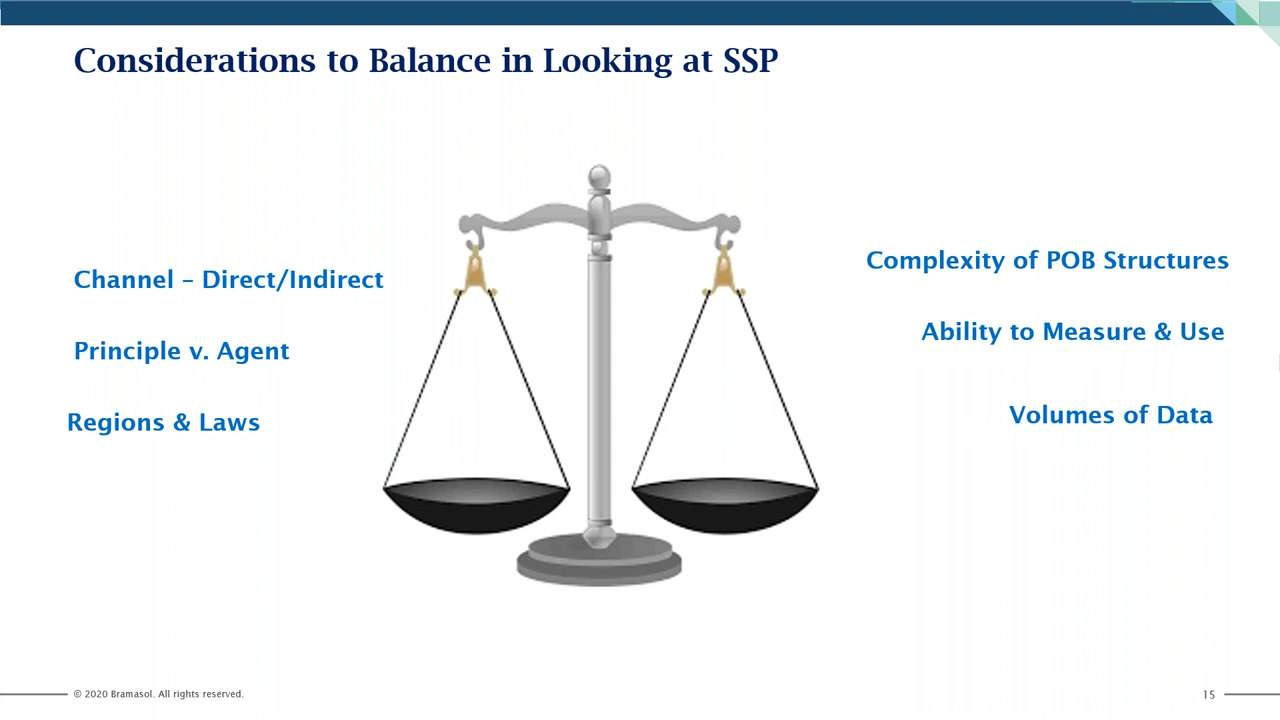 Considerations to Balance in Looking at SSP
Channel – Direct/Indirect
Principle v. Agent
Regions & Laws
Complexity of POB Structures
Ability to Measure & Use
Volumes of Data
© 2020 Bramasol. All rights reserved.
15